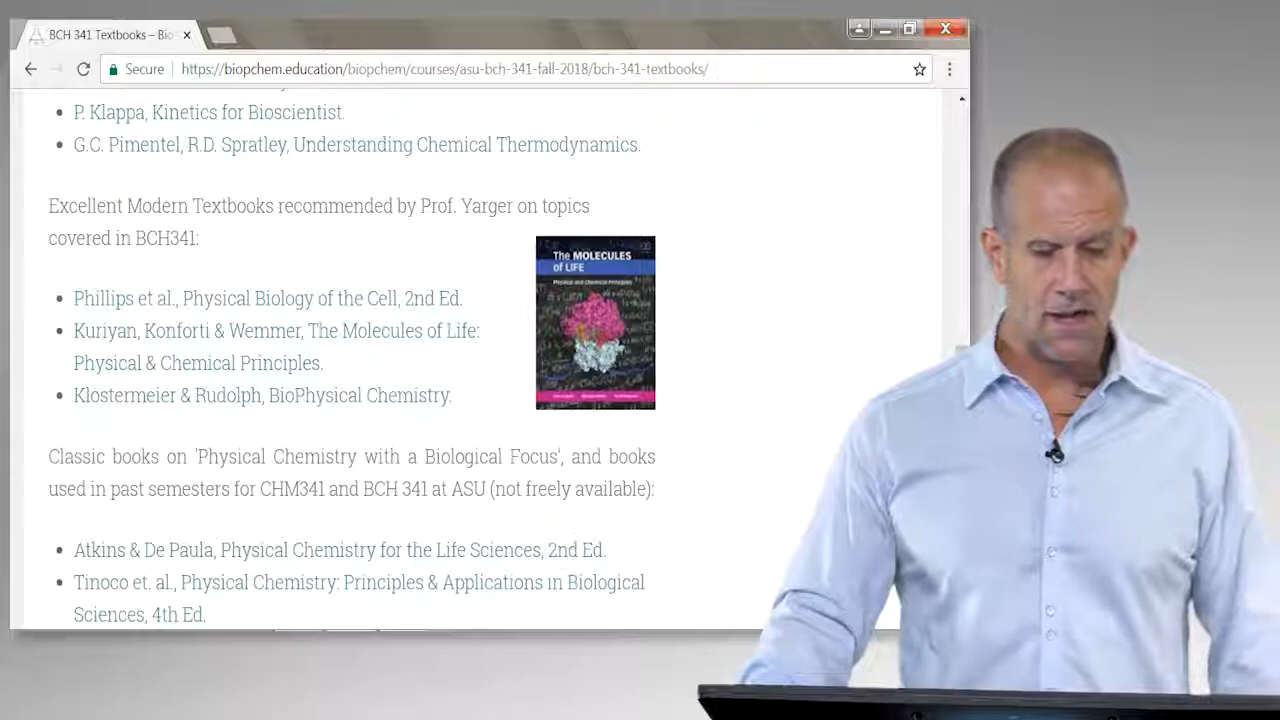 BCH 341 Textbooks – Bio
Secure https://biopchem.education/biopchem/courses/asu-bch-341-fall-2018/bch-341-textbooks/
P. Klappa, Kinetics for Bioscientist.
G.C. Pimentel, R.D. Spratley, Understanding Chemical Thermodynamics.
Excellent Modern Textbooks recommended by Prof. Yarger on topics
covered in BCH341:
The MOLECULES
of LIFE
Physical and Chemical Principles
Phillips et al., Physical Biology of the Cell, 2nd Ed.
Kuriyan, Konforti & Wemmer, The Molecules of Life:
Physical & Chemical Principles.
Klostermeier & Rudolph, BioPhysical Chemistry.
Classic books on 'Physical Chemistry with a Biological Focus', and books
used in past semesters for CHM341 and BCH 341 at ASU (not freely available):
Atkins & De Paula, Physical Chemistry for the Life Sciences, 2nd Ed.
Tinoco et. al., Physical Chemistry: Principles & Applications in Biological
Sciences, 4th Ed.